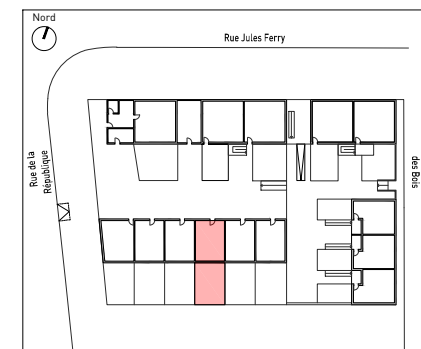 Nord
Rue Jules Ferry
Rue de la
République
des Bois